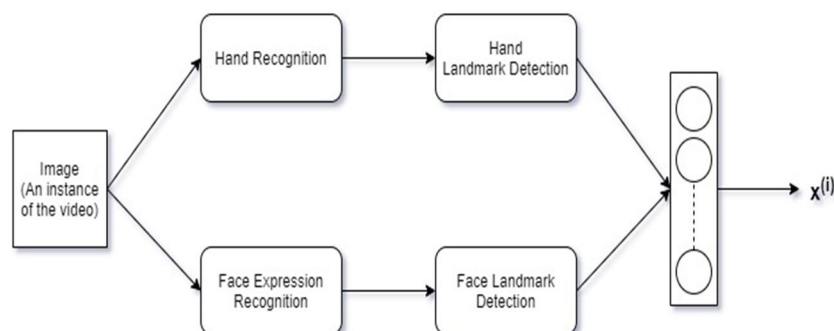 Image
(An instance
of the video)
Hand Recognition
Hand
Landmark Detection
Face Expression
Recognition
Face Landmark
Detection
x(i)